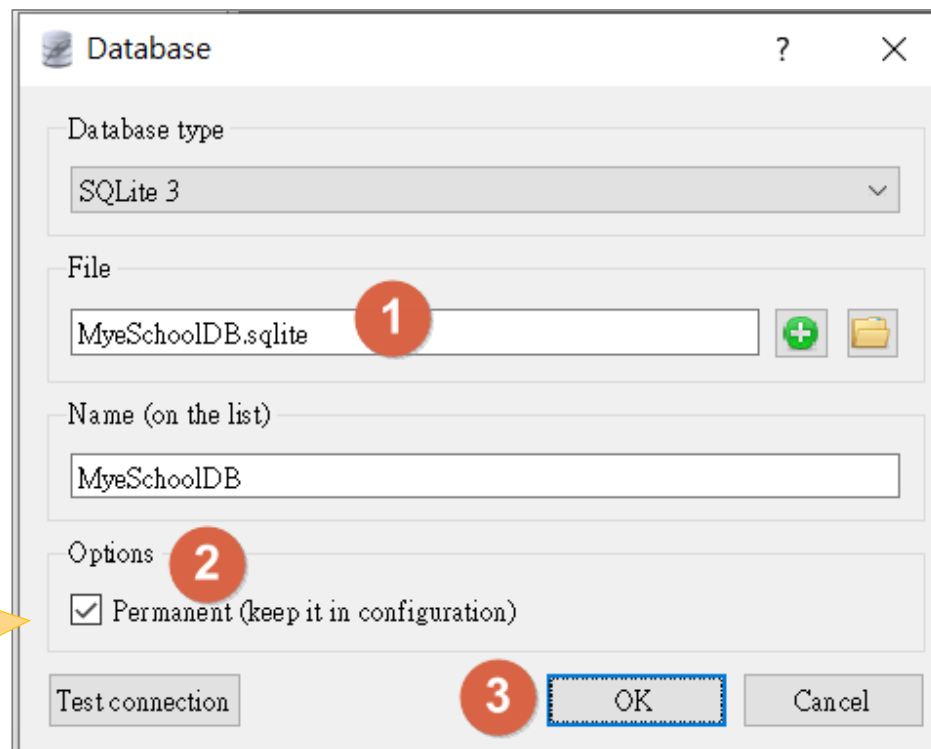 Database ?
Database type
SQLite 3
File
MyeSchoolDB.sqlite 1
Name (on the list)
MyeSchoolDB
Options 2
Permanent (keep it in configuration)
Test connection 3 OK Cancel